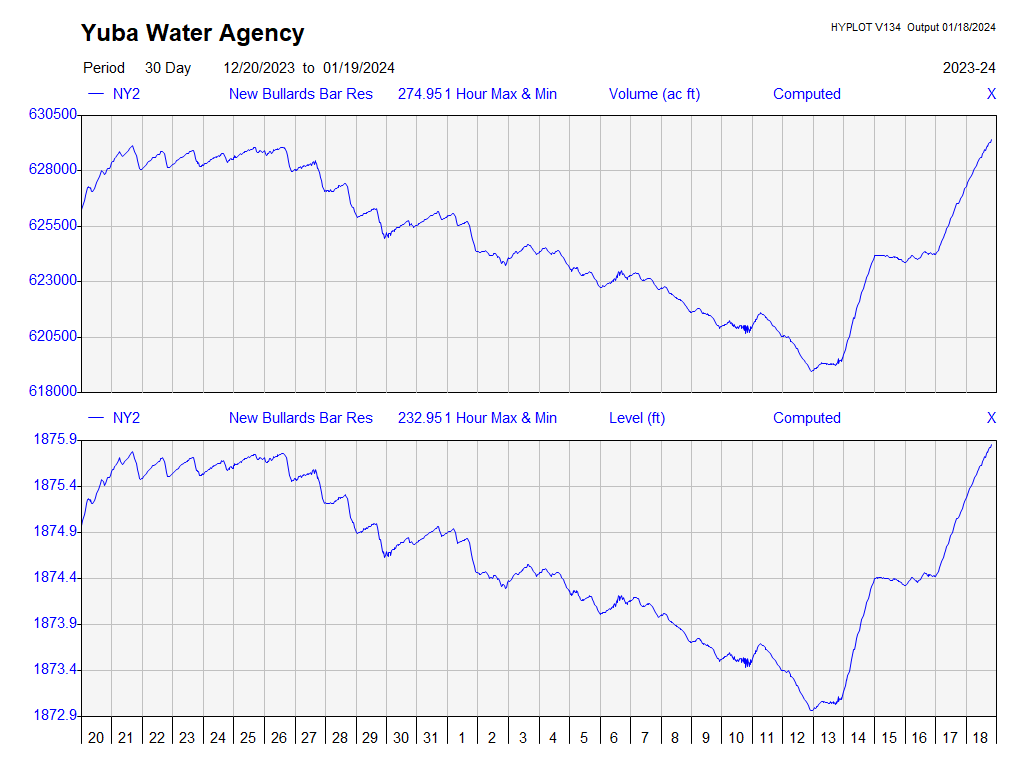 Yuba Water Agency
HYPLOT V134 Output 01/18/2024
Period 30 Day 12/20/2023 to 01/19/2024
2023-24
NY2 New Bullards Bar Res 274.95 1 Hour Max & Min Volume (ac ft) Computed X
630500
628000
625500
623000
620500
618000
NY2 New Bullards Bar Res 232.95 1 Hour Max & Min Level (ft) Computed X
1875.9
1875.4
1874.9
1874.4
1873.9
1873.4
1872.9
20 21 22 23 24 25 26 27 28 29 30 31 1 2 3 4 5 6 7 8 9 10 11 12 13 14 15 16 17 18